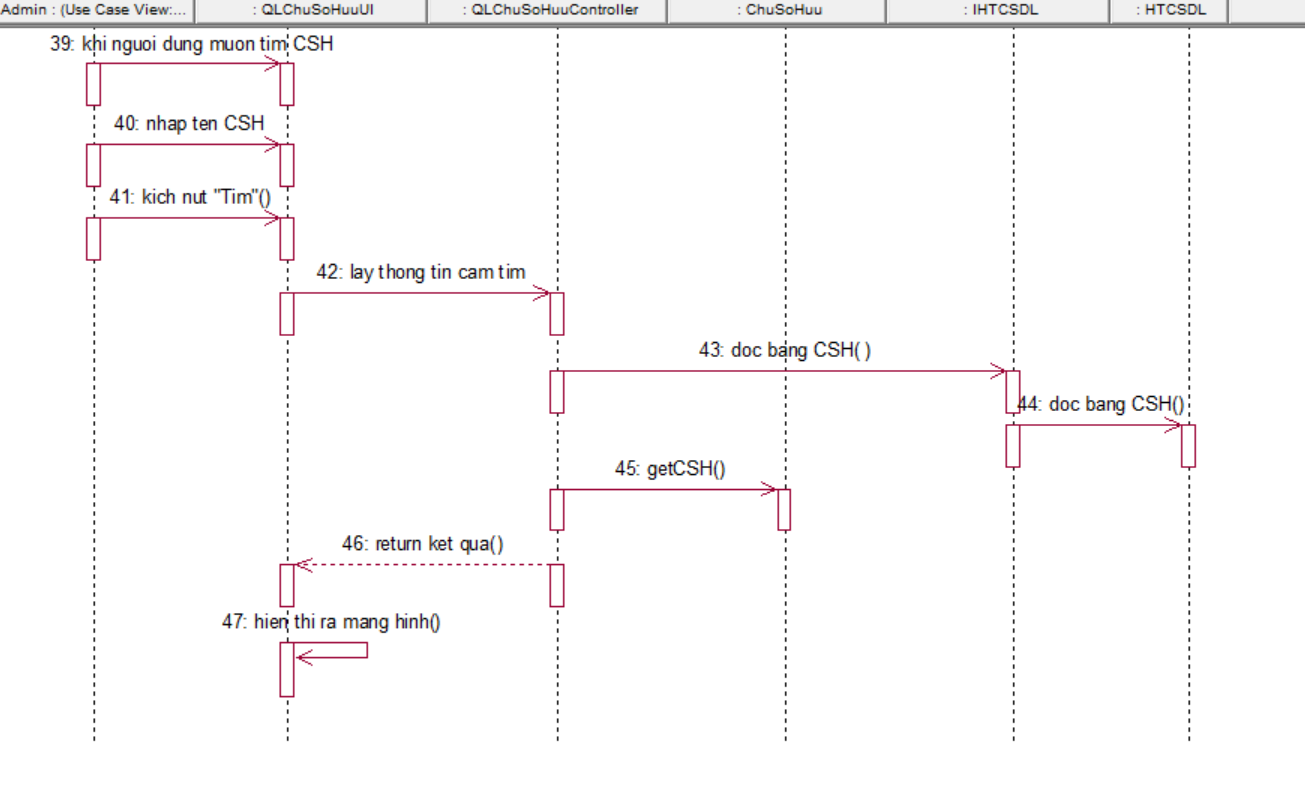 Admin : (Use Case View:...
: QLChuSoHuuUI
: QLChuSoHuuController
: ChuSoHuu
: IHTCSDL
: HTCSDL
39: khi nguoi dung muon tim CSH
40: nhap ten CSH
41: kich nut "Tim"()
42: lay thong tin cam tim
43: doc bang CSH( )
44: doc bang CSH()
45: getCSH()
46: return ket qua()
47: hien thi ra mang hinh()